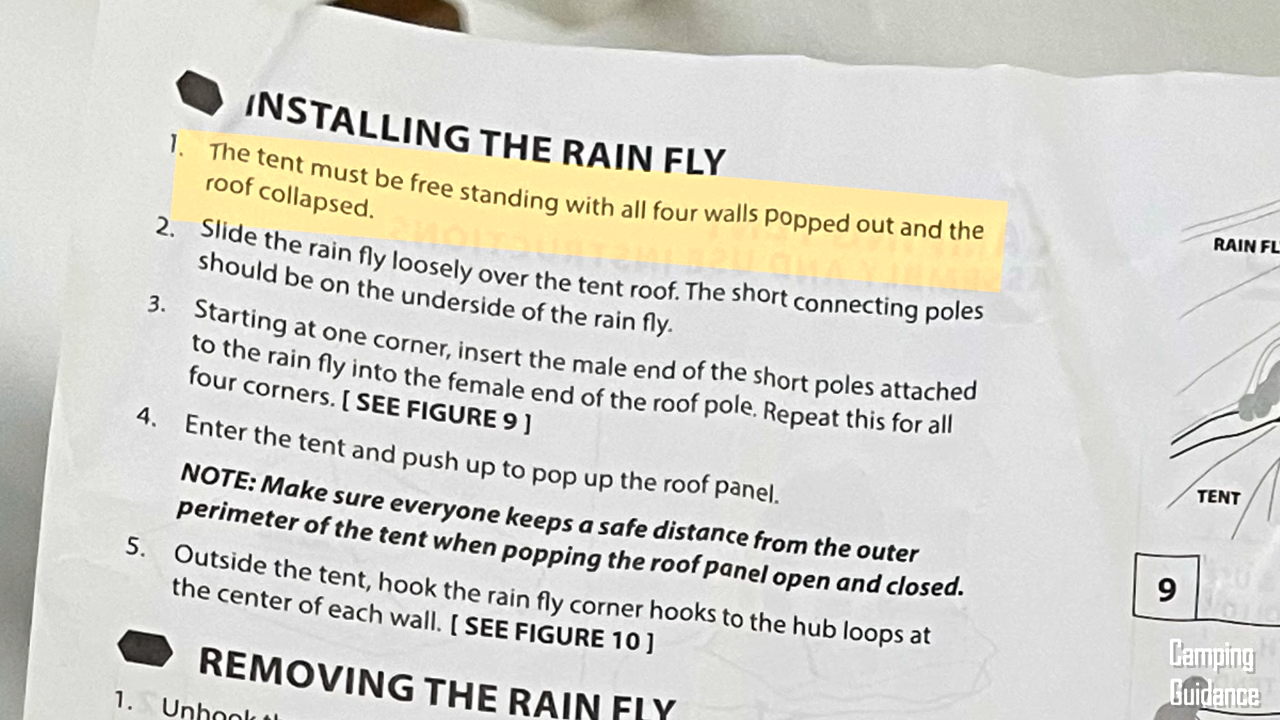 INSTALLING THE RAIN FLY
1. The tent must be free standing with all four walls popped out and the
roof collapsed.
2. Slide the rain fly loosely over the tent roof. The short connecting poles
should be on the underside of the rain fly.
3. Starting at one corner, insert the male end of the short poles attached
to the rain fly into the female end of the roof pole. Repeat this for all
four corners. [ SEE FIGURE 9 ]
4. Enter the tent and push up to pop up the roof panel.
NOTE: Make sure everyone keeps a safe distance from the outer
perimeter of the tent when popping the roof panel open and closed.
5. Outside the tent, hook the rain fly corner hooks to the hub loops at
the center of each wall. [ SEE FIGURE 10 ]
REMOVING THE RAIN FLY
1. Unhook
RAIN FL
TENT
9
Camping
Guidance